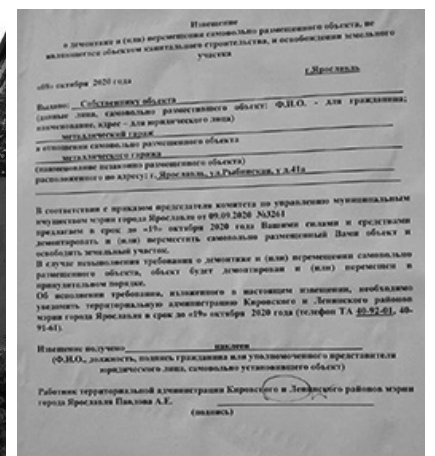 Извещение
о демонтаже и (или) перемещении самовольно размещенного объекта, не
являющегося объектом капитального строительства, и освобождении земельного
участка
«08» октября 2020 года
г.Ярославль
Выдано: Собственнику объекта
(данные лица, самовольно разместившего объект: Ф.И.О. - для гражданина;
наименование, адрес – для юридического лица)
металлический гараж
в отношении самовольно размещенного объекта
металлического гаража
(наименование незаконно размещенного объекта)
расположенного по адресу: г. Ярославль, ул.Рыбинская, у д.41а
В соответствии с приказом председателя комитета по управлению муниципальным
имуществом мэрии города Ярославля от 09.09.2020 №3261
предлагаем в срок до «19» октября 2020 года Вашими силами и средствами
демонтировать и (или) переместить самовольно размещенный Вами объект и
освободить земельный участок.
В случае невыполнения требования о демонтаже и (или) перемещении самовольно
размещенного объекта, объект будет демонтирован и (или) перемещен в
принудительном порядке.
Об исполнении требования, изложенного в настоящем извещении, необходимо
уведомить территориальную администрацию Кировского и Ленинского районов
мэрии города Ярославля в срок до «19» октября 2020 года (телефон ТА 40-92-01, 40-
91-61).
Извещение получено наклеен
(Ф.И.О., должность, подпись гражданина или уполномоченного представителя
юридического лица, самовольно установившего объект)
Работник территориальной администрации Кировского и Ленинского районов мэрии
города Ярославля Павлова А.Е.
(подпись)